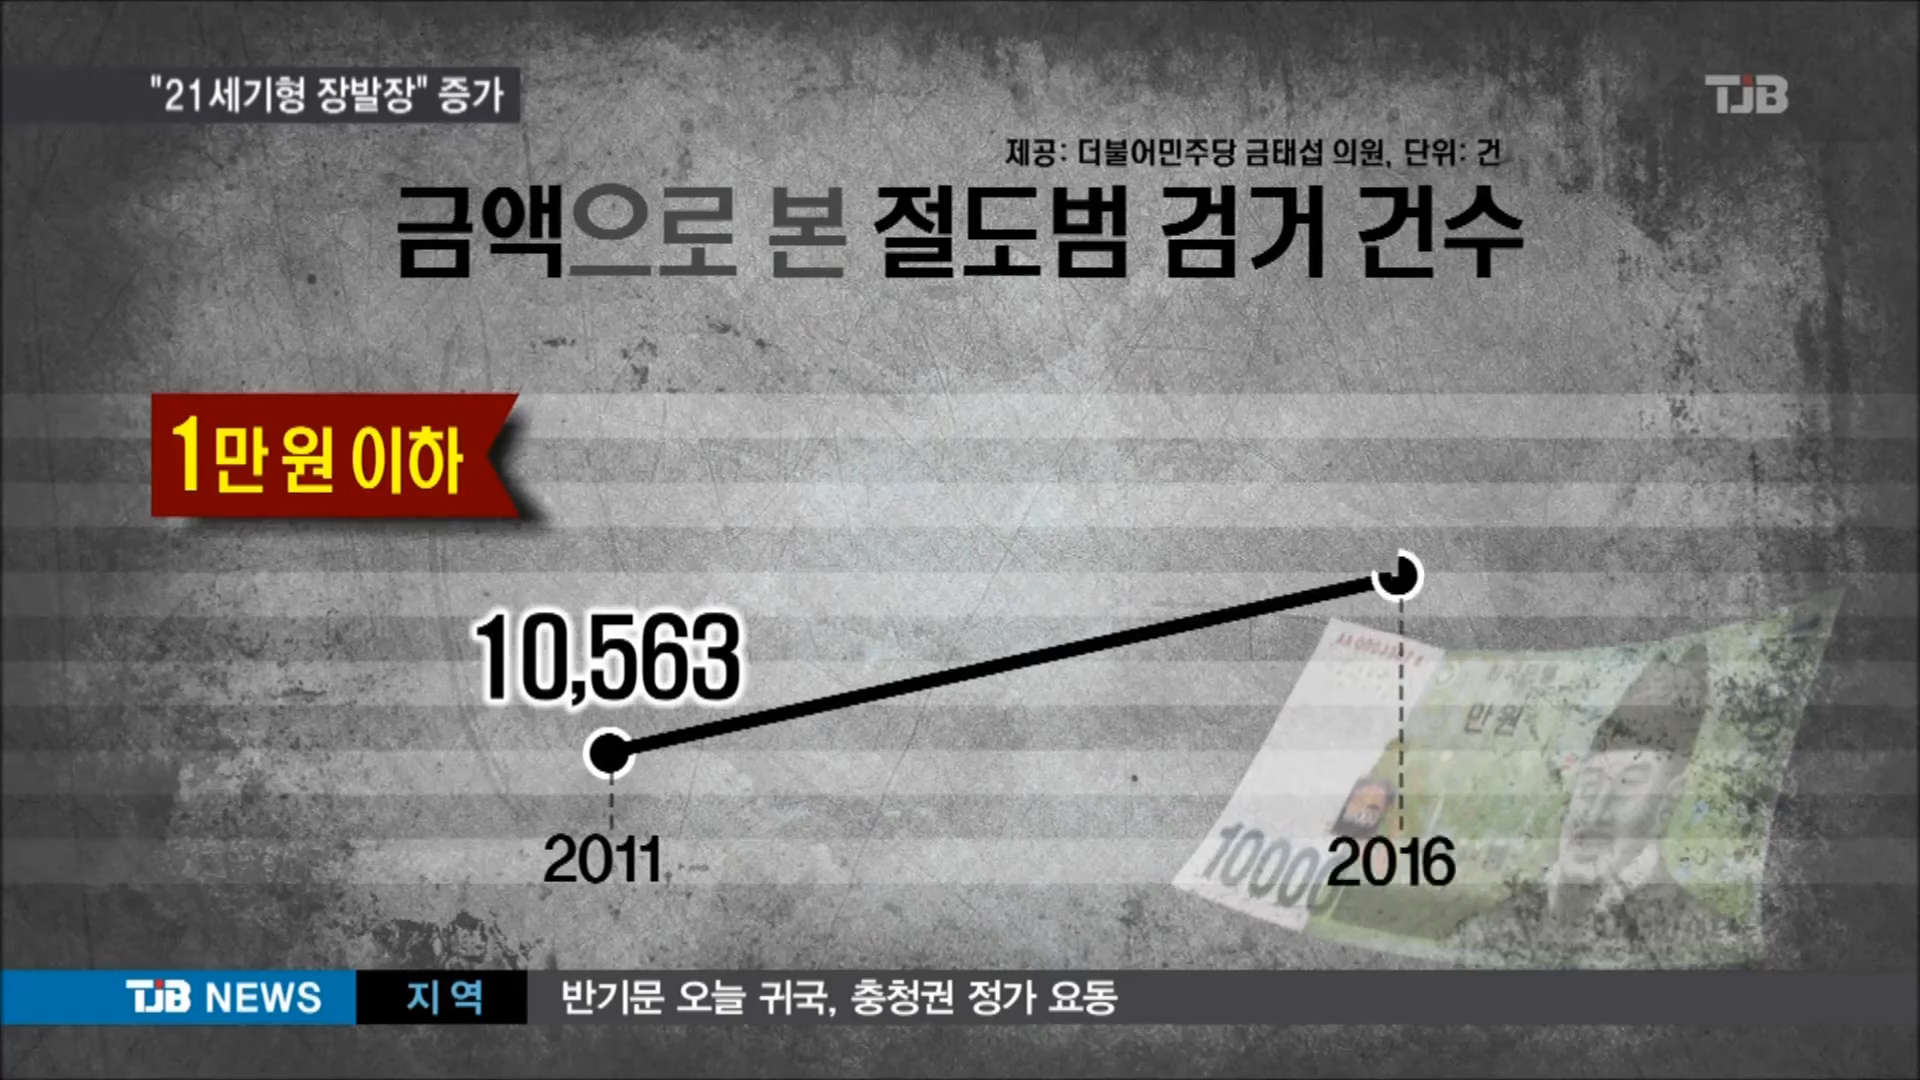 "21세기형 장발장" 증가
TJB
제공: 더불어민주당 금태섭 의원, 단위: 건
금액으로 본 절도범 검거 건수
1만 원 이하
10,563
만 원
10000
2011
2016
TJB NEWS
지역
반기문 오늘 귀국, 충청권 정가 요동